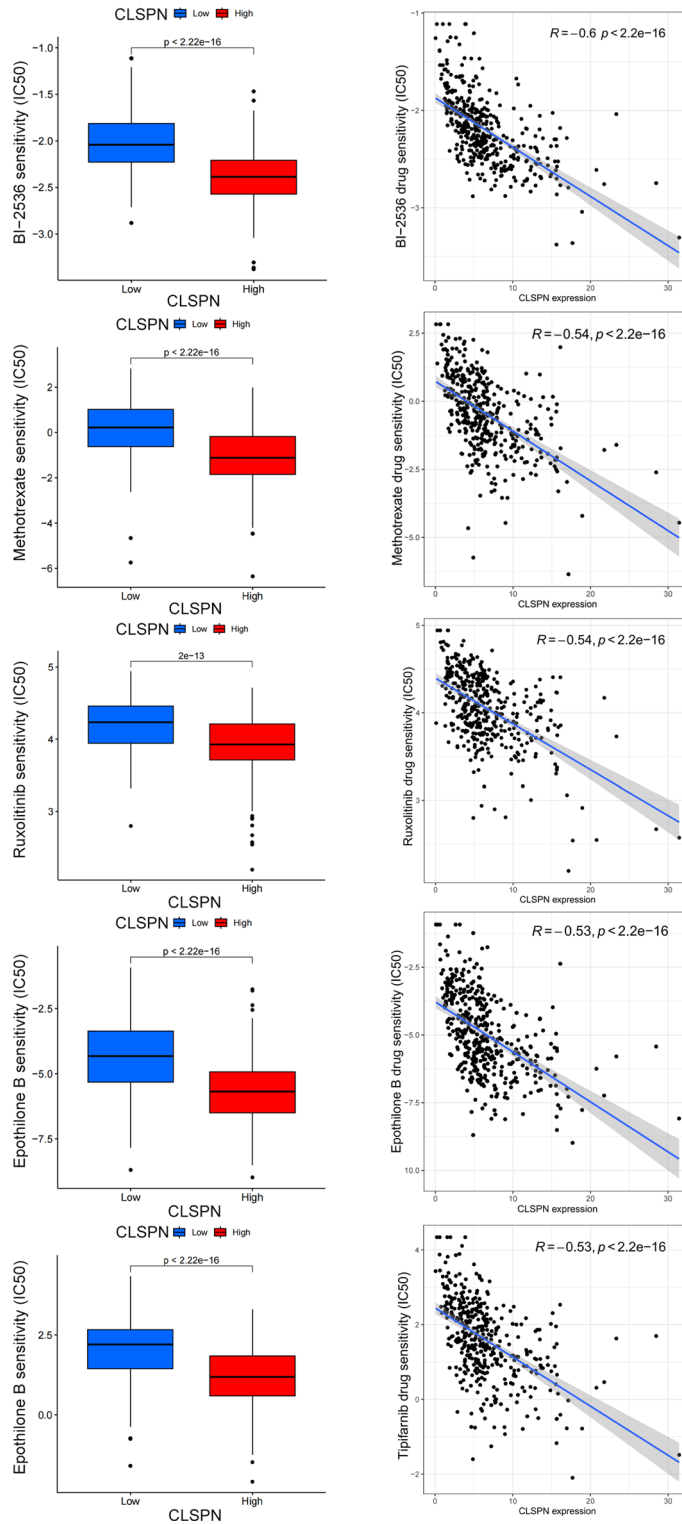 CLSPN Low High
p < 2.22e−16
−1.0
−1.5
−2.0
−2.5
−3.0
BI−2536 sensitivity (IC50)
Low High
CLSPN
R = −0.6 p < 2.2e−16
−1
−2
−3
BI−2536 drug sensitivity (IC50)
0 10 20 30
CLSPN expression
CLSPN Low High
p < 2.22e−16
2
0
−2
−4
−6
Methotrexate sensitivity (IC50)
Low High
CLSPN
R = −0.54, p < 2.2e−16
2.5
0.0
−2.5
−5.0
Methotrexate drug sensitivity (IC50)
0 10 20 30
CLSPN expression
CLSPN Low High
2e−13
5
4
3
Ruxolitinib sensitivity (IC50)
Low High
CLSPN
R = −0.54, p < 2.2e−16
5
4
3
Ruxolitinib drug sensitivity (IC50)
0 10 20 30
CLSPN expression
CLSPN Low High
p < 2.22e−16
−2.5
−5.0
−7.5
Epothilone B sensitivity (IC50)
Low High
CLSPN
R = −0.53, p < 2.2e−16
−2.5
−5.0
−7.5
10.0
Epothilone B drug sensitivity (IC50)
0 10 20 30
CLSPN expression
CLSPN Low High
p < 2.22e−16
2.5
0.0
Epothilone B sensitivity (IC50)
Low High
CLSPN
R = −0.53, p < 2.2e−16
4
2
0
−2
Tipifarnib drug sensitivity (IC50)
0 10 20 30
CLSPN expression